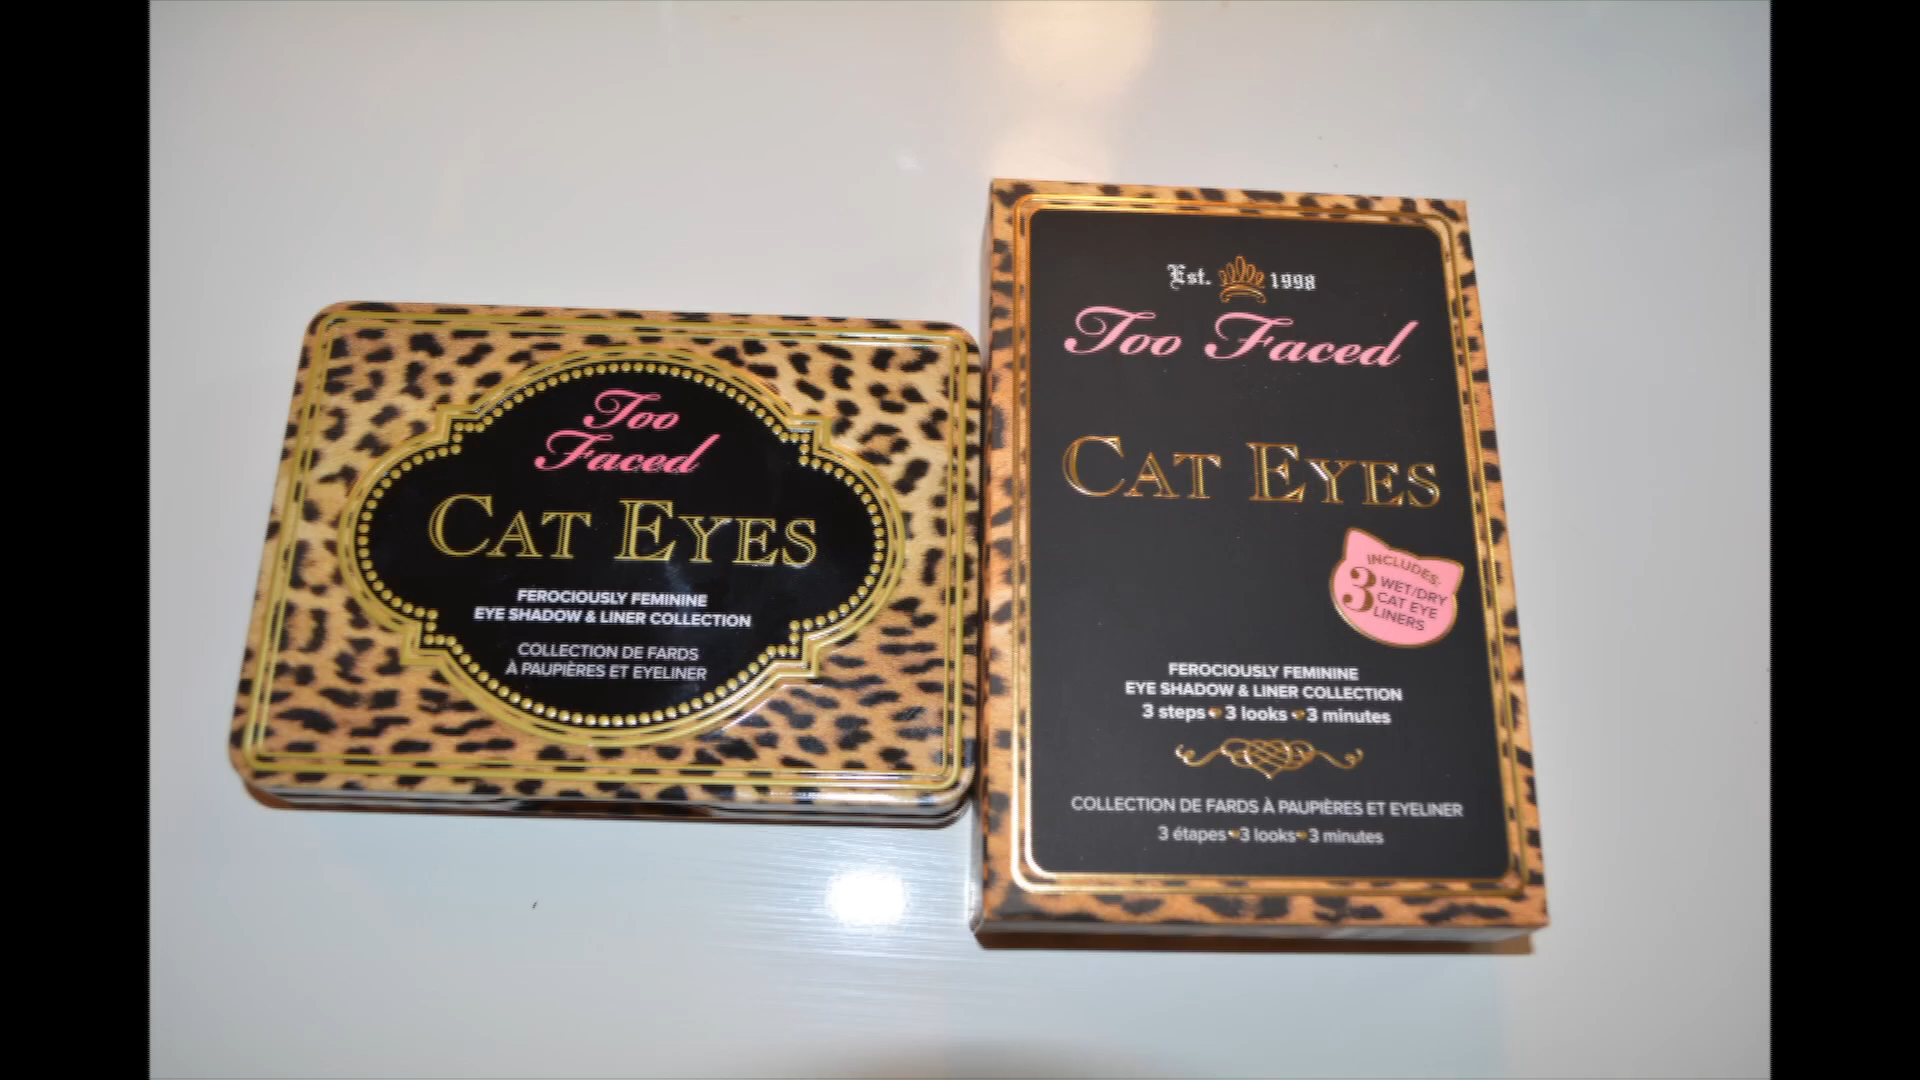 Too
Faced
CAT EYES
FEROCIOUSLY FEMININE
EYE SHADOW & LINER COLLECTION
COLLECTION DE FARDS
À PAUPIÈRES ET EYELINER
Est. 1998
Too Faced
CAT EYES
INCLUDES:
3 WET/DRY
CAT EYE
LINERS
FEROCIOUSLY FEMININE
EYE SHADOW & LINER COLLECTION
3 steps 3 looks 3 minutes
COLLECTION DE FARDS À PAUPIÈRES ET EYELINER
3 étapes 3 looks 3 minutes